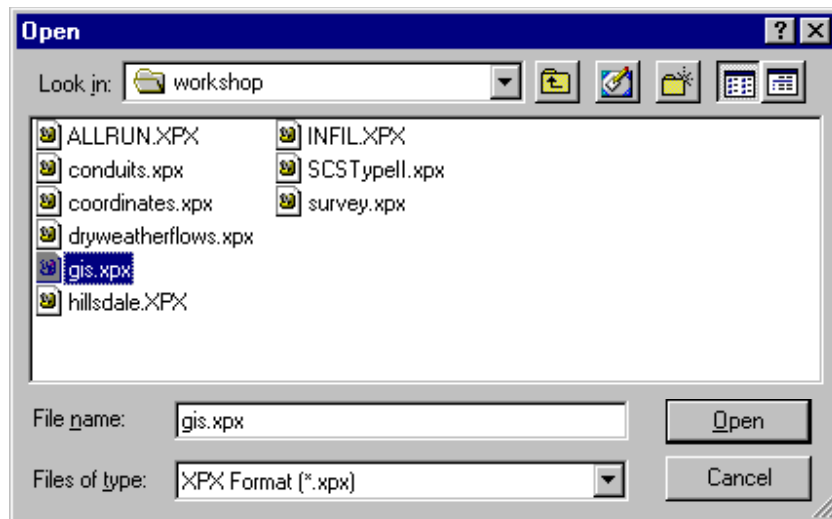 Open
Look in: workshop
ALLRUN.XPX
conduits.xpx
coordinates.xpx
dryweatherflows.xpx
gis.xpx
hillsdale.XPX
INFIL.XPX
SCSTypeII.xpx
survey.xpx
File name: gis.xpx Open
Files of type: XPX Format (*.xpx) Cancel